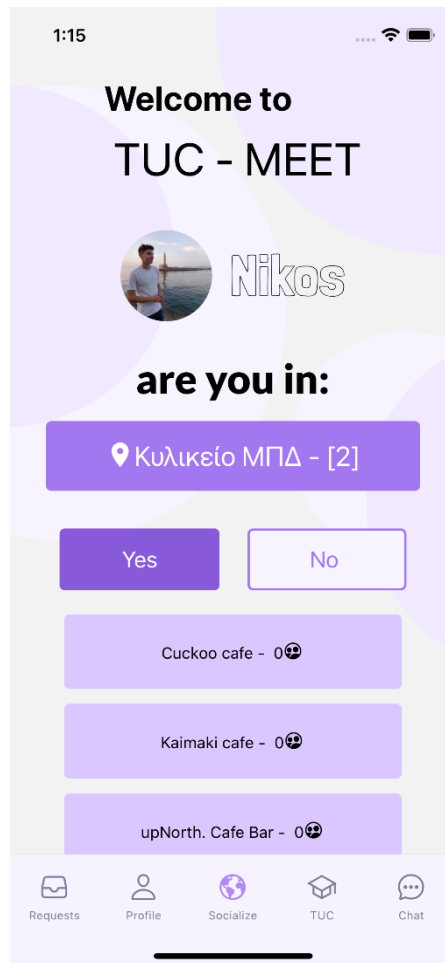 1:15
Welcome to
TUC - MEET
Nikos
are you in:
Κυλικείο ΜΠΔ - [2]
Yes
No
Cuckoo cafe - 0
Kaimaki cafe - 0
upNorth. Cafe Bar - 0
Requests
Profile
Socialize
TUC
Chat